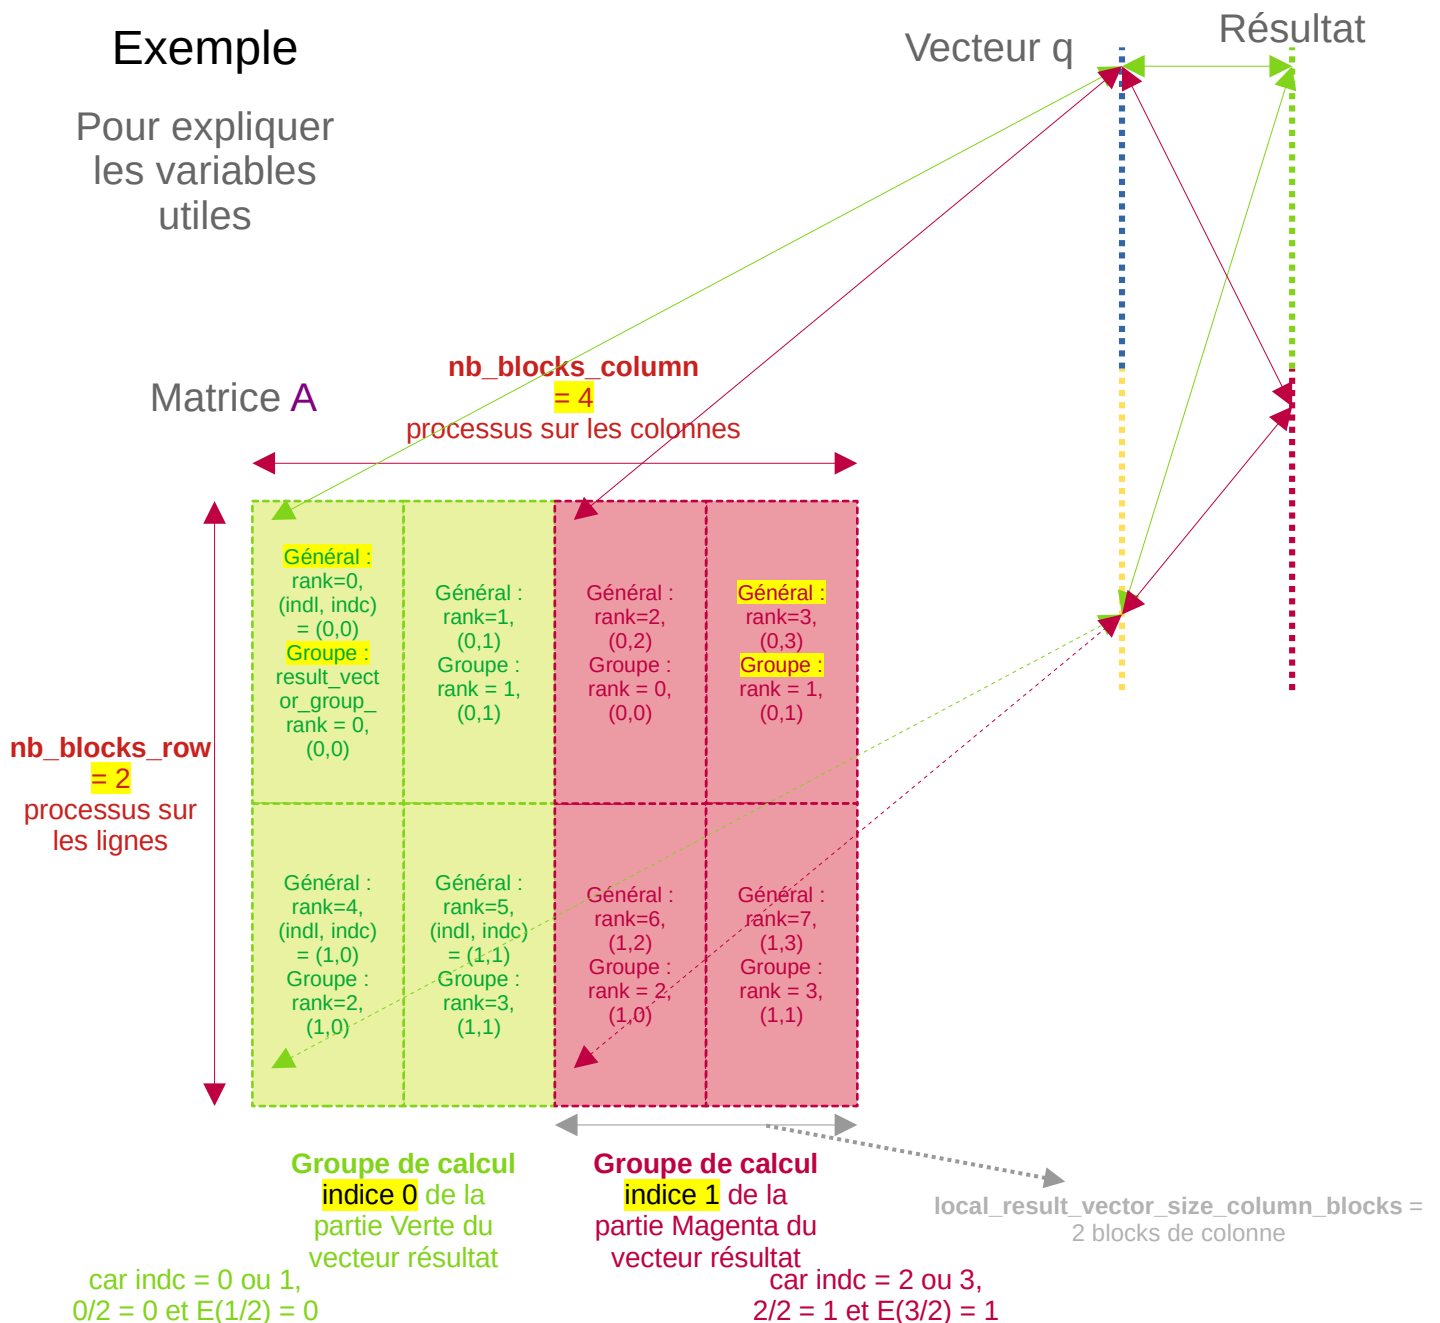 Exemple
Pour expliquer
les variables
utiles
Vecteur q
Résultat
Matrice A
nb_blocks_column
= 4
processus sur les colonnes
nb_blocks_row
= 2
processus sur
les lignes
Général :
rank=0,
(indl, indc)
= (0,0)
Groupe :
result_vect
or_group_
rank = 0,
(0,0)
Général :
rank=1,
(0,1)
Groupe :
rank = 1,
(0,1)
Général :
rank=2,
(0,2)
Groupe :
rank = 0,
(0,0)
Général :
rank=3,
(0,3)
Groupe :
rank = 1,
(0,1)
Général :
rank=4,
(indl, indc)
= (1,0)
Groupe :
rank=2,
(1,0)
Général :
rank=5,
(indl, indc)
= (1,1)
Groupe :
rank=3,
(1,1)
Général :
rank=6,
(1,2)
Groupe :
rank = 2,
(1,0)
Général :
rank=7,
(1,3)
Groupe :
rank = 3,
(1,1)
Groupe de calcul
indice 0 de la
partie Verte du
vecteur résultat
car indc = 0 ou 1,
0/2 = 0 et E(1/2) = 0
Groupe de calcul
indice 1 de la
partie Magenta du
vecteur résultat
car indc = 2 ou 3,
2/2 = 1 et E(3/2) = 1
local_result_vector_size_column_blocks =
2 blocks de colonne